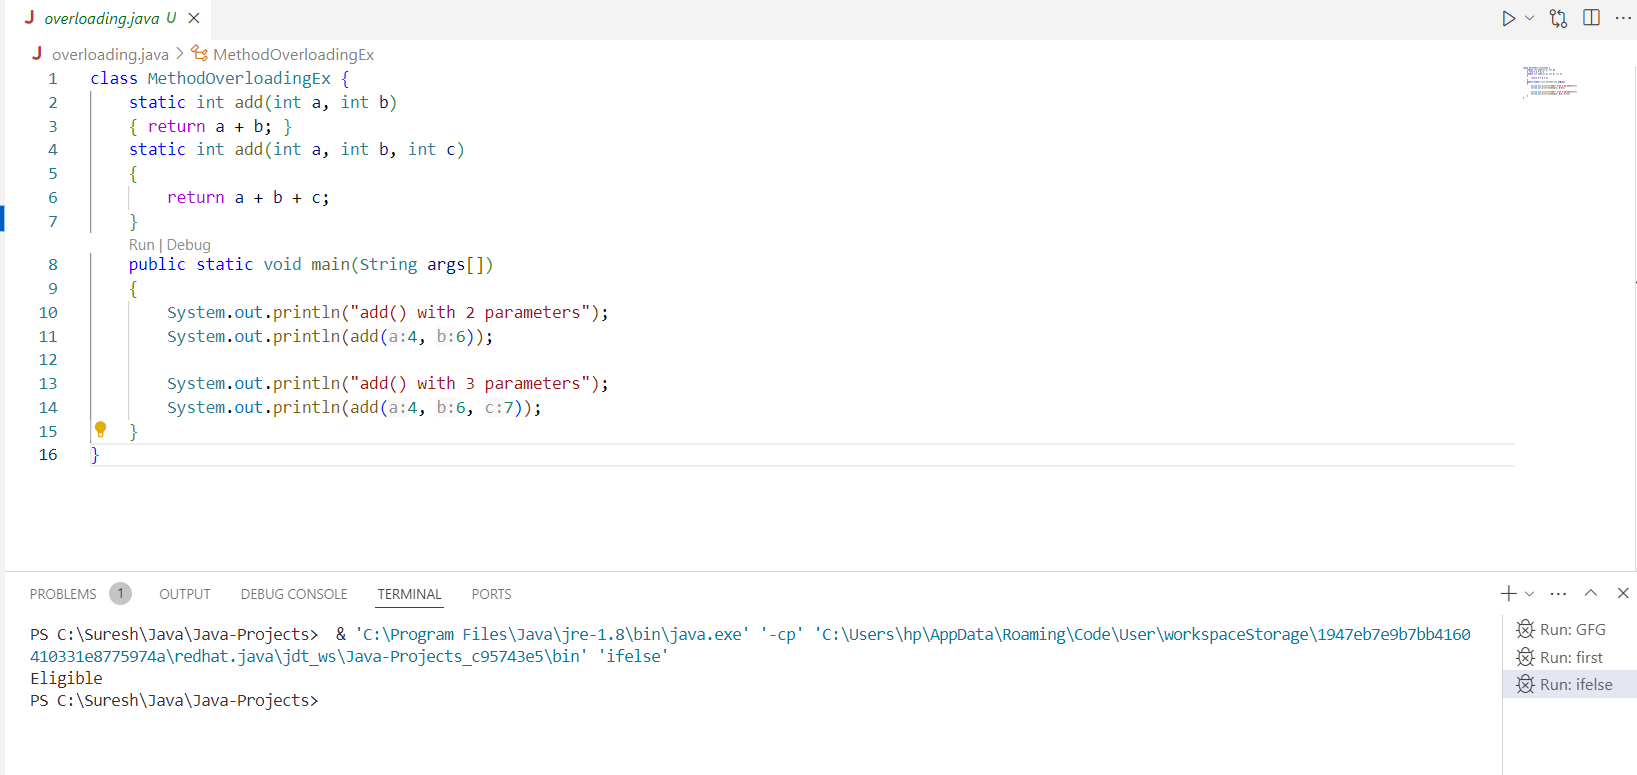 overloading.java U
overloading.java > MethodOverloadingEx
1 class MethodOverloadingEx {
2 static int add(int a, int b)
3 { return a + b; }
4 static int add(int a, int b, int c)
5 {
6 return a + b + c;
7 }
Run | Debug
8 public static void main(String args[])
9 {
10 System.out.println("add() with 2 parameters");
11 System.out.println(add(a:4, b:6));
12
13 System.out.println("add() with 3 parameters");
14 System.out.println(add(a:4, b:6, c:7));
15 }
16 }
PROBLEMS 1 OUTPUT DEBUG CONSOLE TERMINAL PORTS
PS C:\Suresh\Java\Java-Projects> & 'C:\Program Files\Java\jre-1.8\bin\java.exe' '-cp' 'C:\Users\hp\AppData\Roaming\Code\User\workspaceStorage\1947eb7e9b7bb4160
410331e8775974a\redhat.java\jdt_ws\Java-Projects_c95743e5\bin' 'ifelse'
Eligible
PS C:\Suresh\Java\Java-Projects>
Run: GFG
Run: first
Run: ifelse